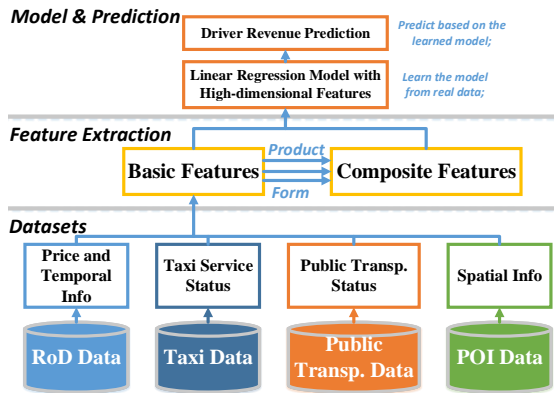 Model & Prediction
Driver Revenue Prediction
Predict based on the
learned model;
Linear Regression Model with
High-dimensional Features
Learn the model
from real data;
Feature Extraction
Product
Basic Features
Composite Features
Form
Datasets
Price and
Temporal
Info
Taxi Service
Status
Public Transp.
Status
Spatial Info
RoD Data
Taxi Data
Public
Transp. Data
POI Data